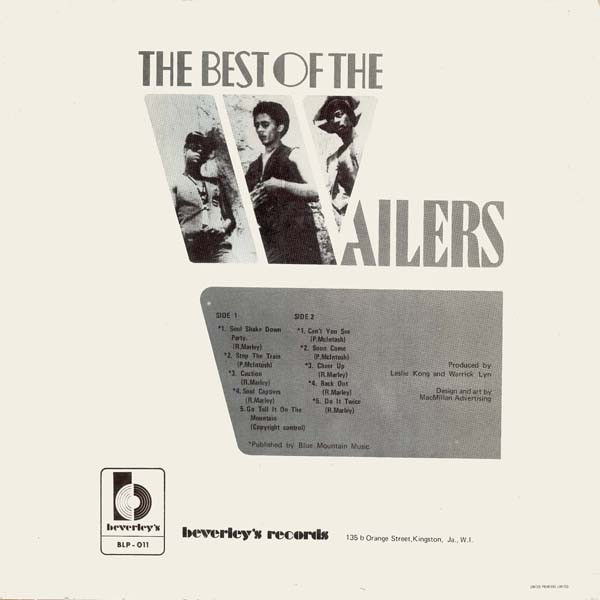 THE BEST OF THE
WAILERS
SIDE 1
*1. Soul Shake Down
Party.
(R.Marley)
*2. Stop The Train
(P.McIntosh)
*3. Caution
(R.Marley)
*4. Soul Captives
(R.Marley)
5. Go Tell It On The
Mountain
(Copyright control)
SIDE 2
*1. Can't You See
(P.McIntosh)
*2. Soon Come
(P.McIntosh)
*3. Cheer Up
(R.Marley)
*4. Back Out
(R.Marley)
*5. Do It Twice
(R.Marley)
*Published by Blue Mountain Music
Produced by
Leslie Kong and Warrick Lyn
Design and art by
MacMillan Advertising
beverley's
BLP - 011
beverley's records
135 b Orange Street, Kingston, Ja., W.I.
UNITED PRINTERS LIMITED